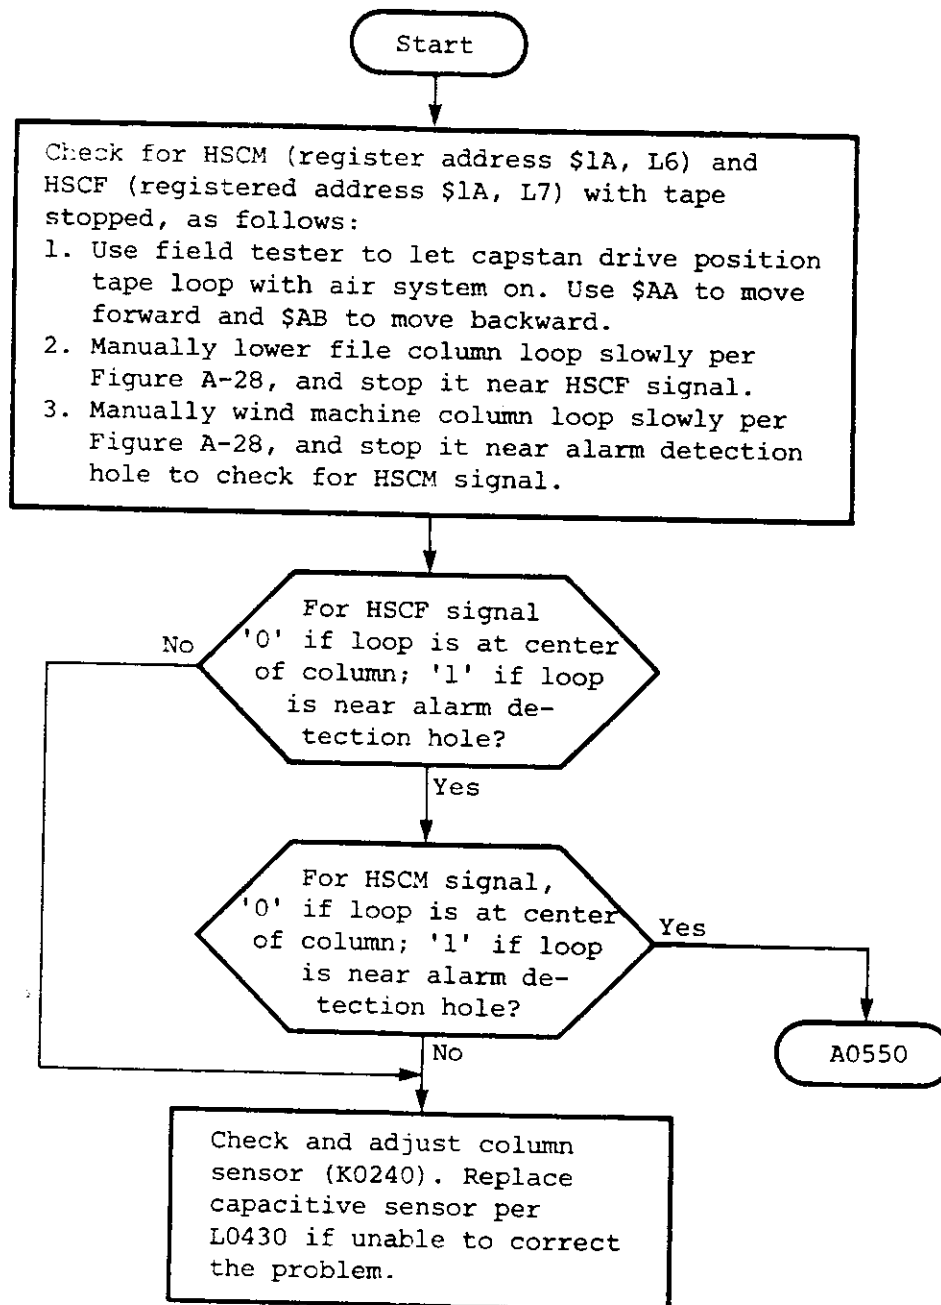 Start
Check for HSCM (register address $1A, L6) and
HSCF (registered address $1A, L7) with tape
stopped, as follows:
1. Use field tester to let capstan drive position
tape loop with air system on. Use $AA to move
forward and $AB to move backward.
2. Manually lower file column loop slowly per
Figure A-28, and stop it near HSCF signal.
3. Manually wind machine column loop slowly per
Figure A-28, and stop it near alarm detection
hole to check for HSCM signal.
For HSCF signal
'0' if loop is at center
of column; '1' if loop
is near alarm de-
tection hole?
No
Yes
For HSCM signal,
'0' if loop is at center
of column; '1' if loop
is near alarm de-
tection hole?
Yes
No
A0550
Check and adjust column
sensor (K0240). Replace
capacitive sensor per
L0430 if unable to correct
the problem.